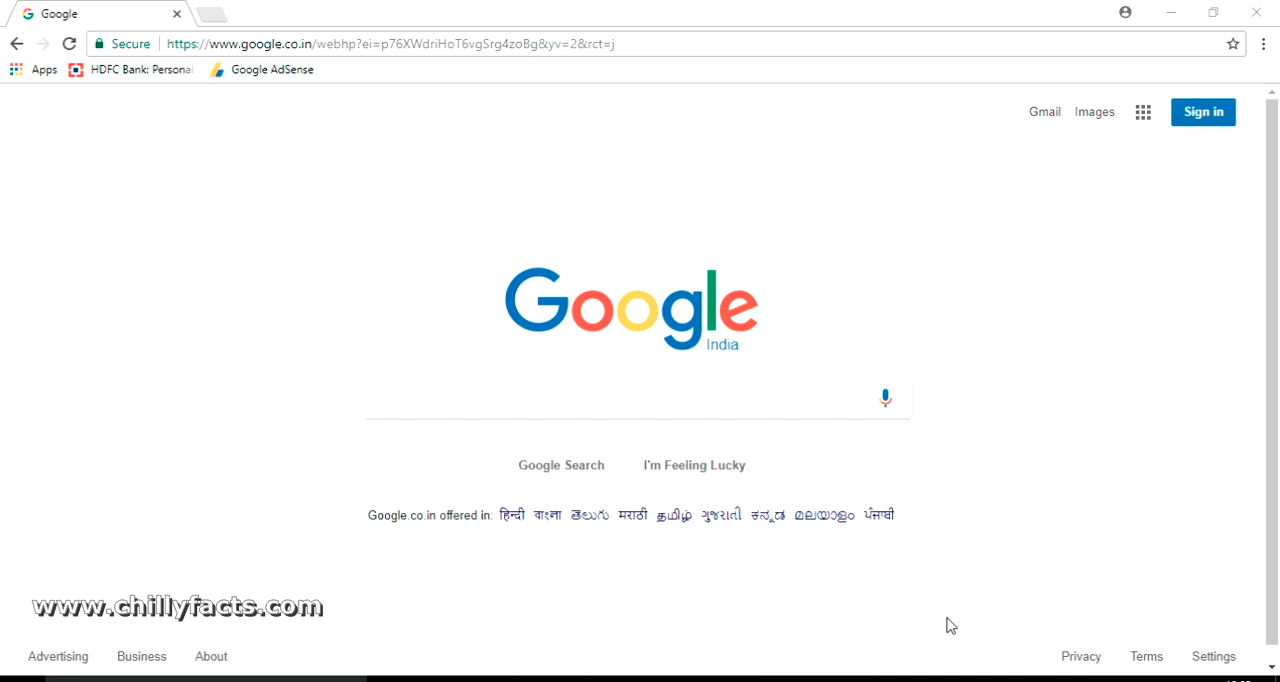 Google
Secure https://www.google.co.in/webhp?ei=p76XWdriHoT6vgSrg4zoBg&yv=2&rct=j
Apps HDFC Bank: Personal Google AdSense
Gmail Images Sign in
Google
India
Google Search I'm Feeling Lucky
Google.co.in offered in: हिन्दी বাংলা తెలుగు मराठी தமிழ் ગુજરાતી ಕನ್ನಡ മലയാളം ਪੰਜਾਬੀ
www.chillyfacts.com
Advertising Business About Privacy Terms Settings